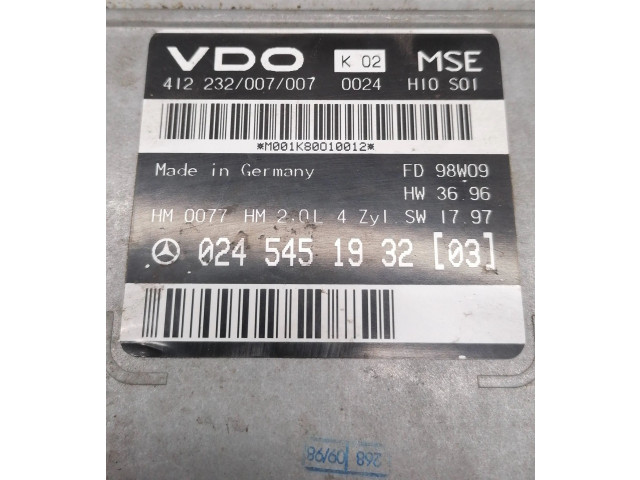 VDO K 02 MSE
412 232/007/007 0024 H10 S01
*M001K80010012*
Made in Germany FD 98W09
HW 36.96
HM 0077 HM 2.0L 4 Zyl. SW 17.97
024 545 19 32 [03]
268 09/98